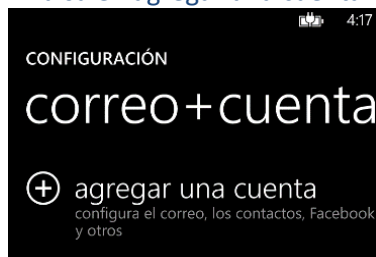 4:17
CONFIGURACIÓN
correo+cuenta
agregar una cuenta
configura el correo, los contactos, Facebook
y otros